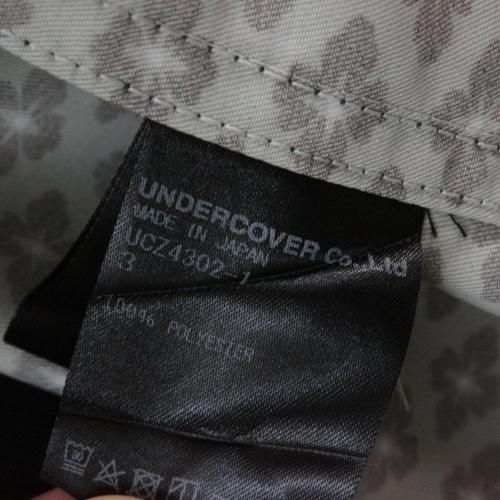 UNDERCOVER Co., Ltd
MADE IN JAPAN
UCZ4302-1
3
100% POLYESTER